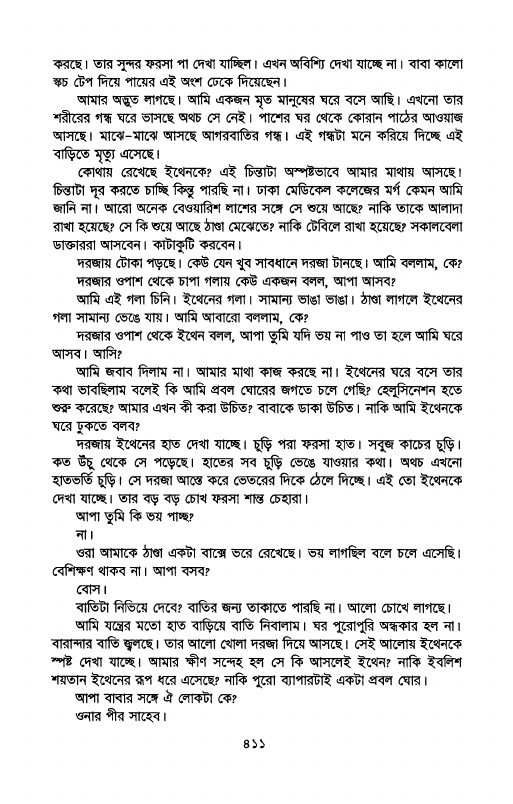 করছে। তার সুন্দর ফরসা পা দেখা যাচ্ছিল। এখন অবিশ্যি দেখা যাচ্ছে না। বাবা কালো
স্কচ টেপ দিয়ে পায়ের এই অংশ ঢেকে দিয়েছেন।
আমার অদ্ভুত লাগছে। আমি একজন মৃত মানুষের ঘরে বসে আছি। এখনো তার
শরীরের গন্ধ ঘরে ভাসছে অথচ সে নেই। পাশের ঘর থেকে কোরান পাঠের আওয়াজ
আসছে। মাঝে-মাঝে আসছে আগরবাতির গন্ধ। এই গন্ধটা মনে করিয়ে দিচ্ছে এই
বাড়িতে মৃত্যু এসেছে।
কোথায় রেখেছে ইথেনকে? এই চিন্তাটা অস্পষ্টভাবে আমার মাথায় আসছে।
চিন্তাটা দূর করতে চাচ্ছি কিন্তু পারছি না। ঢাকা মেডিকেল কলেজের মর্গ কেমন আমি
জানি না। আরো অনেক বেওয়ারিশ লাশের সঙ্গে সে শুয়ে আছে? নাকি তাকে আলাদা
রাখা হয়েছে? সে কি শুয়ে আছে ঠাণ্ডা মেঝেতে? নাকি টেবিলে রাখা হয়েছে? সকালবেলা
ডাক্তাররা আসবেন। কাটাকুটি করবেন।
দরজায় টোকা পড়ছে। কেউ যেন খুব সাবধানে দরজা টানছে। আমি বললাম, কে?
দরজার ওপাশ থেকে চাপা গলায় কেউ একজন বলল, আপা আসব?
আমি এই গলা চিনি। ইথেনের গলা। সামান্য ভাঙা ভাঙা। ঠাণ্ডা লাগলে ইথেনের
গলা সামান্য ভেঙে যায়। আমি আবারো বললাম, কে?
দরজার ওপাশ থেকে ইথেন বলল, আপা তুমি যদি ভয় না পাও তা হলে আমি ঘরে
আসব। আসি?
আমি জবাব দিলাম না। আমার মাথা কাজ করছে না। ইথেনের ঘরে বসে তার
কথা ভাবছিলাম বলেই কি আমি প্রবল ঘোরের জগতে চলে গেছি? হেলুসিনেশন হতে
শুরু করেছে? আমার এখন কী করা উচিত? বাবাকে ডাকা উচিত। নাকি আমি ইথেনকে
ঘরে ঢুকতে বলব?
দরজায় ইথেনের হাত দেখা যাচ্ছে। চুড়ি পরা ফরসা হাত। সবুজ কাচের চুড়ি।
কত উঁচু থেকে সে পড়েছে। হাতের সব চুড়ি ভেঙে যাওয়ার কথা। অথচ এখনো
হাতভর্তি চুড়ি। সে দরজা আস্তে করে ভেতরের দিকে ঠেলে দিচ্ছে। এই তো ইথেনকে
দেখা যাচ্ছে। তার বড় বড় চোখ ফরসা শান্ত চেহারা।
আপা তুমি কি ভয় পাচ্ছ?
না।
ওরা আমাকে ঠাণ্ডা একটা বাক্সে ভরে রেখেছে। ভয় লাগছিল বলে চলে এসেছি।
বেশিক্ষণ থাকব না। আপা বসব?
বোস।
বাতিটা নিভিয়ে দেবে? বাতির জন্য তাকাতে পারছি না। আলো চোখে লাগছে।
আমি যন্ত্রের মতো হাত বাড়িয়ে বাতি নিবালাম। ঘর পুরোপুরি অন্ধকার হল না।
বারান্দার বাতি জ্বলছে। তার আলো খোলা দরজা দিয়ে আসছে। সেই আলোয় ইথেনকে
স্পষ্ট দেখা যাচ্ছে। আমার ক্ষীণ সন্দেহ হল সে কি আসলেই ইথেন? নাকি ইবলিশ
শয়তান ইথেনের রূপ ধরে এসেছে? নাকি পুরো ব্যাপারটাই একটা প্রবল ঘোর।
আপা বাবার সঙ্গে ঐ লোকটা কে?
ওনার পীর সাহেব।
৪১১